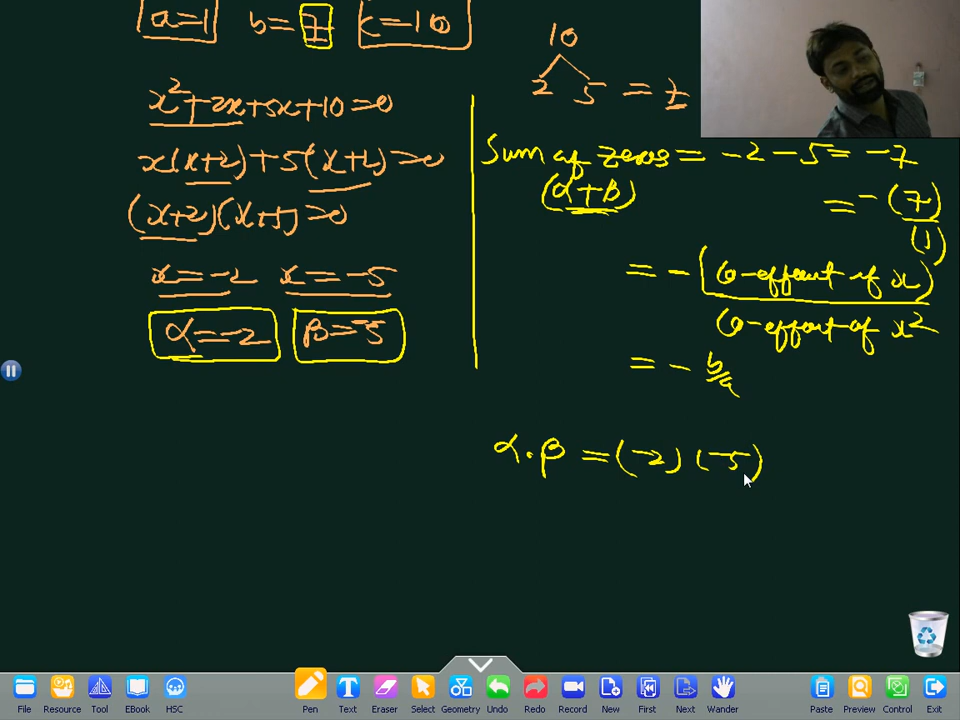 a=1 b=7 c=10
10
2 5 = 7
x²+2x+5x+10=0
x(x+2)+5(x+2)=0
(x+2)(x+5)=0
x=-2 x=-5
α=-2 β=-5
Sum of zeros = -2-5 = -7
(α+β) = -(7)/(1)
= -(Co-effient of x)/Co-effient of x²
= - b/a
α.β = (-2)(-5)
File Resource Tool EBook HSC Pen Text Eraser Select Geometry Undo Redo Record New First Next Wander Paste Preview Control Exit